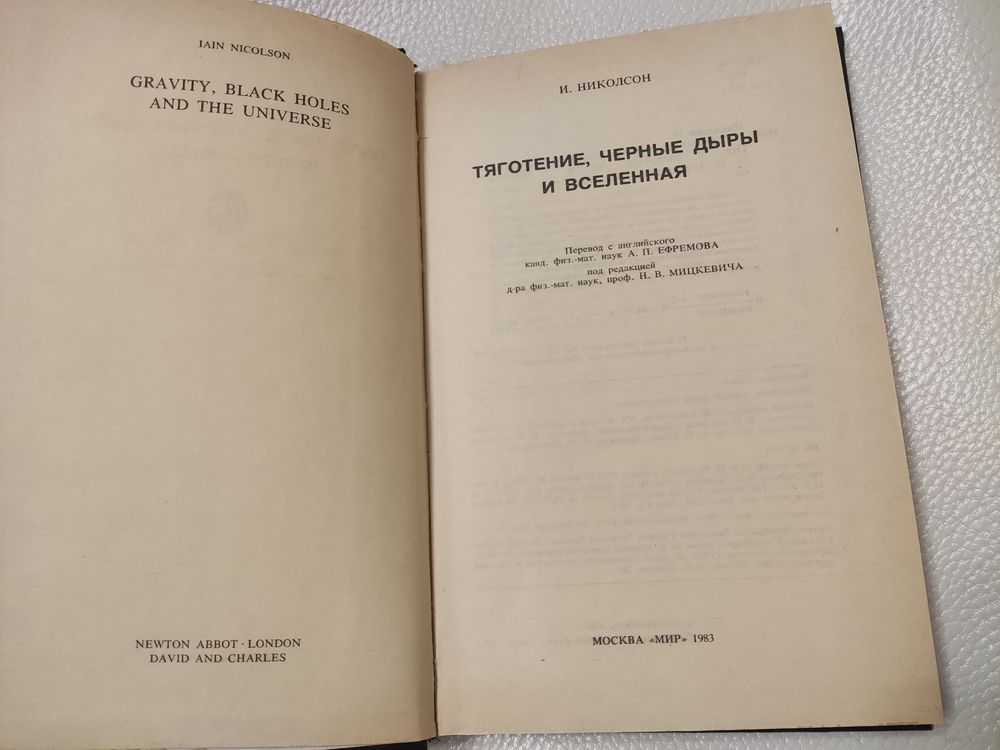 IAIN NICOLSON
GRAVITY, BLACK HOLES
AND THE UNIVERSE
NEWTON ABBOT · LONDON
DAVID AND CHARLES
И. НИКОЛСОН
ТЯГОТЕНИЕ, ЧЕРНЫЕ ДЫРЫ
И ВСЕЛЕННАЯ
Перевод с английского
канд. физ.-мат. наук А. П. ЕФРЕМОВА
под редакцией
д-ра физ.-мат. наук, проф. Н. В. МИЦКЕВИЧА
МОСКВА «МИР» 1983